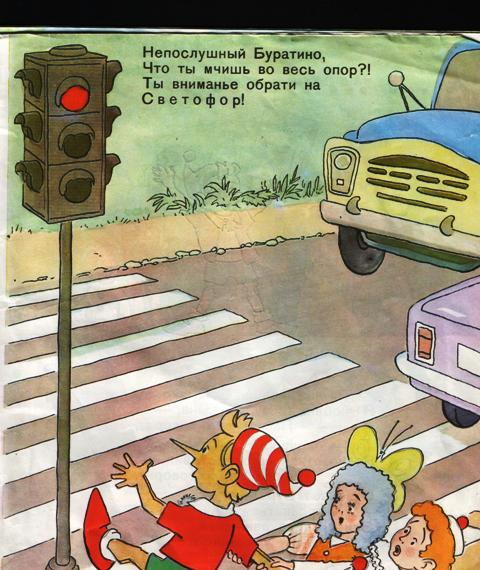 Непослушный Буратино,
Что ты мчишь во весь опор?!
Ты вниманье обрати на
Светофор!